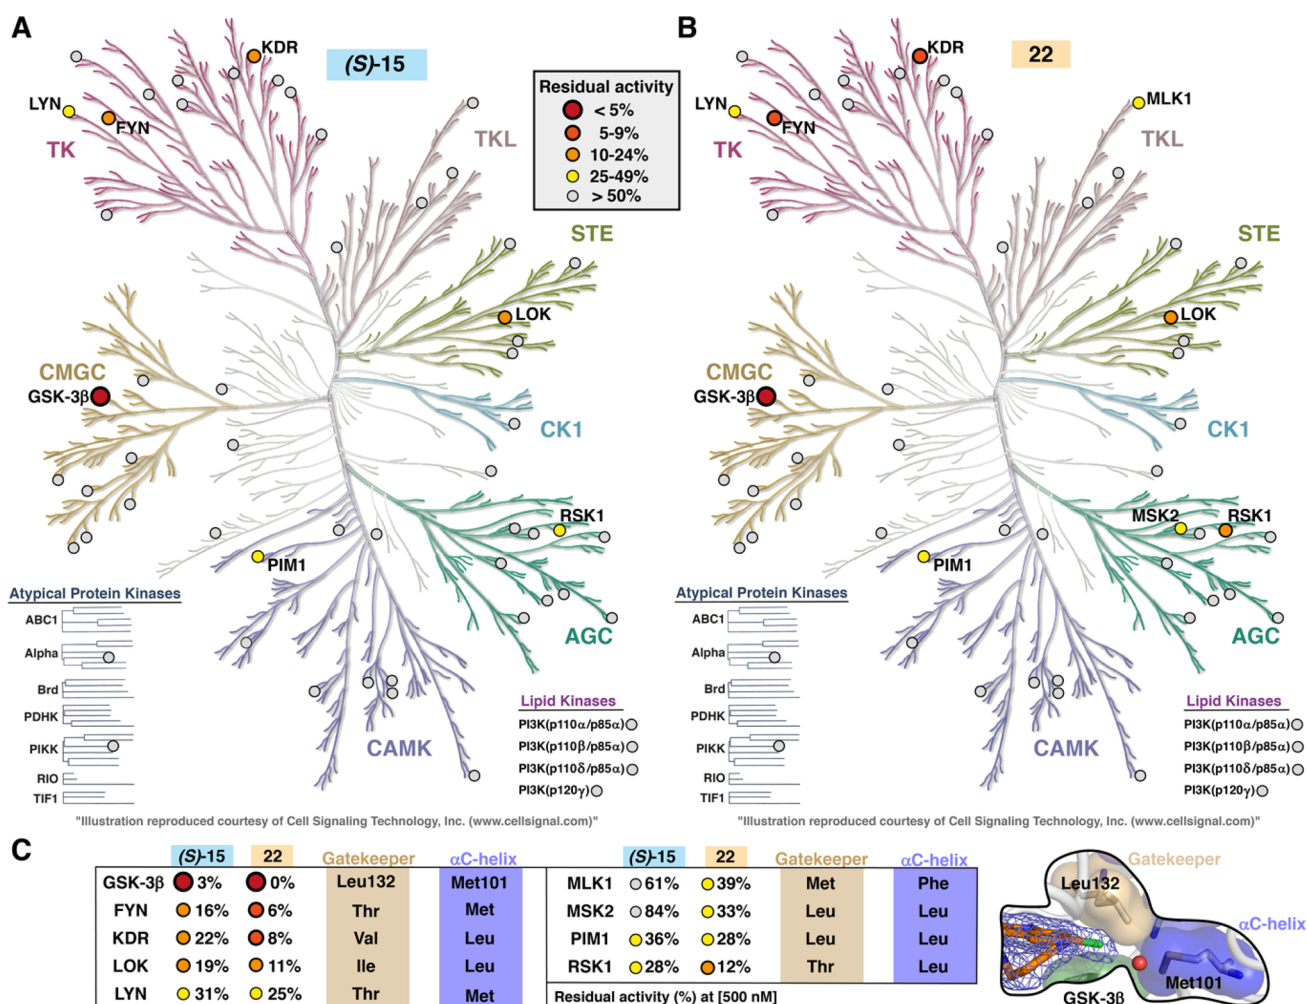 A
(S)-15
KDR
LYN
FYN
TK
TKL
Residual activity
< 5%
5-9%
10-24%
25-49%
> 50%
STE
LOK
CMGC
GSK-3β
CK1
RSK1
PIM1
AGC
CAMK
Atypical Protein Kinases
ABC1
Alpha
Brd
PDHK
PIKK
RIO
TIF1
Lipid Kinases
PI3K(p110α/p85α)
PI3K(p110β/p85α)
PI3K(p110δ/p85α)
PI3K(p120γ)
"Illustration reproduced courtesy of Cell Signaling Technology, Inc. (www.cellsignal.com)"
B
22
KDR
LYN
FYN
TK
MLK1
TKL
STE
LOK
CMGC
GSK-3β
CK1
MSK2
RSK1
PIM1
AGC
CAMK
Atypical Protein Kinases
ABC1
Alpha
Brd
PDHK
PIKK
RIO
TIF1
Lipid Kinases
PI3K(p110α/p85α)
PI3K(p110β/p85α)
PI3K(p110δ/p85α)
PI3K(p120γ)
"Illustration reproduced courtesy of Cell Signaling Technology, Inc. (www.cellsignal.com)"
C
(S)-15 22 Gatekeeper αC-helix
GSK-3β 3% 0% Leu132 Met101
FYN 16% 6% Thr Met
KDR 22% 8% Val Leu
LOK 19% 11% Ile Leu
LYN 31% 25% Thr Met
(S)-15 22 Gatekeeper αC-helix
MLK1 61% 39% Met Phe
MSK2 84% 33% Leu Leu
PIM1 36% 28% Leu Leu
RSK1 28% 12% Thr Leu
Residual activity (%) at [500 nM]
Gatekeeper
Leu132
αC-helix
Met101
GSK-3β